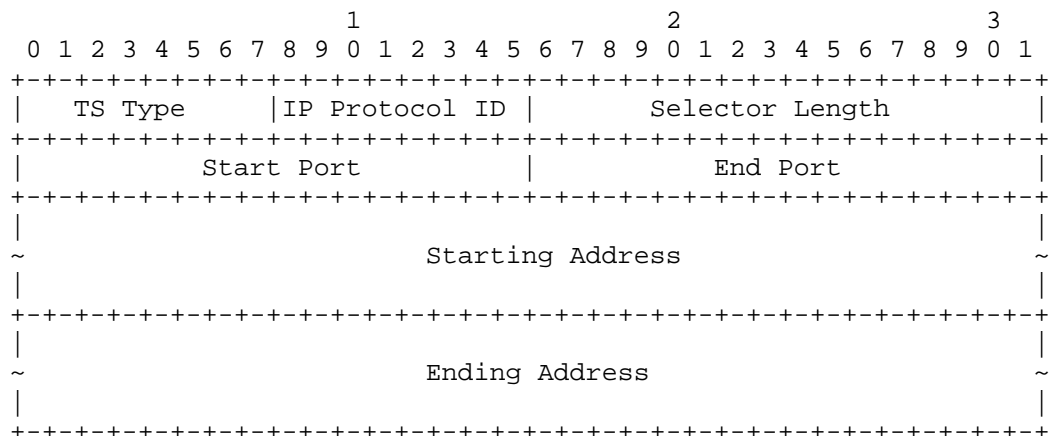 1                   2                   3
 0 1 2 3 4 5 6 7 8 9 0 1 2 3 4 5 6 7 8 9 0 1 2 3 4 5 6 7 8 9 0 1
+-+-+-+-+-+-+-+-+-+-+-+-+-+-+-+-+-+-+-+-+-+-+-+-+-+-+-+-+-+-+-+-+
|   TS Type     |IP Protocol ID |       Selector Length         |
+-+-+-+-+-+-+-+-+-+-+-+-+-+-+-+-+-+-+-+-+-+-+-+-+-+-+-+-+-+-+-+-+
|           Start Port          |           End Port            |
+-+-+-+-+-+-+-+-+-+-+-+-+-+-+-+-+-+-+-+-+-+-+-+-+-+-+-+-+-+-+-+-+
|                                                               |
~                         Starting Address                      ~
|                                                               |
+-+-+-+-+-+-+-+-+-+-+-+-+-+-+-+-+-+-+-+-+-+-+-+-+-+-+-+-+-+-+-+-+
|                                                               |
~                         Ending Address                        ~
|                                                               |
+-+-+-+-+-+-+-+-+-+-+-+-+-+-+-+-+-+-+-+-+-+-+-+-+-+-+-+-+-+-+-+-+